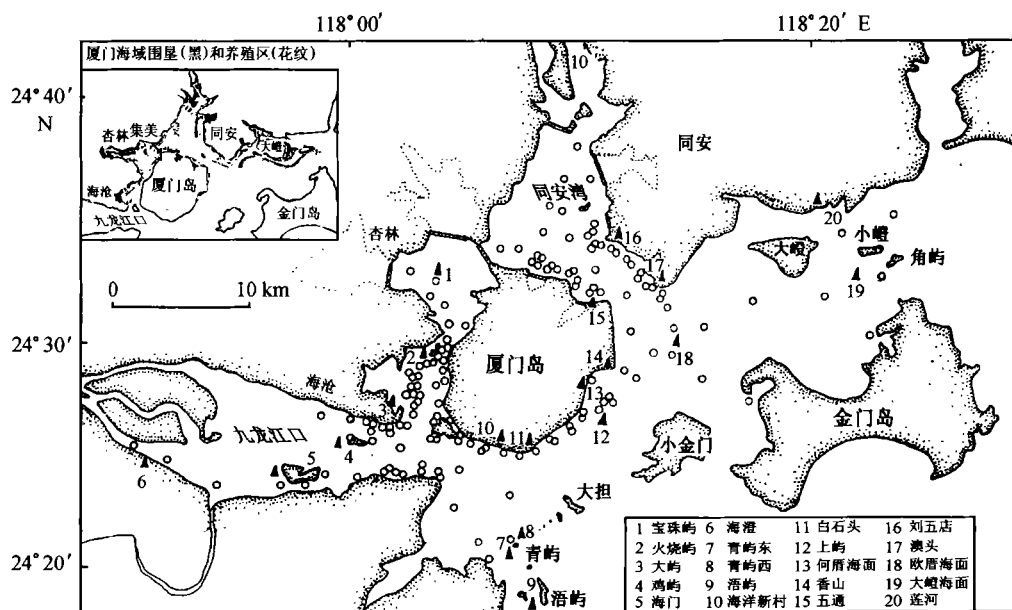 118°00′
118°20′ E
24°40′
N
24°30′
24°20′
厦门海域围垦(黑)和养殖区(花纹)
杏林
集美
同安
大嶝
海沧
厦门岛
九龙江口
金门岛
0
10 km
10
同安
同安湾
杏林
16
17
20
大嶝
小嶝
角屿
19
1
2
15
18
厦门岛
14
13
12
海沧
九龙江口
10
11
4
5
6
小金门
金门岛
大担
7
8
青屿
9
浯屿
1 宝珠屿 6 海澄 11 白石头 16 刘五店
2 火烧屿 7 青屿东 12 上屿 17 澳头
3 大屿 8 青屿西 13 何厝海面 18 欧厝海面
4 鸡屿 9 浯屿 14 香山 19 大嶝海面
5 海门 10 海洋新村 15 五通 20 莲河